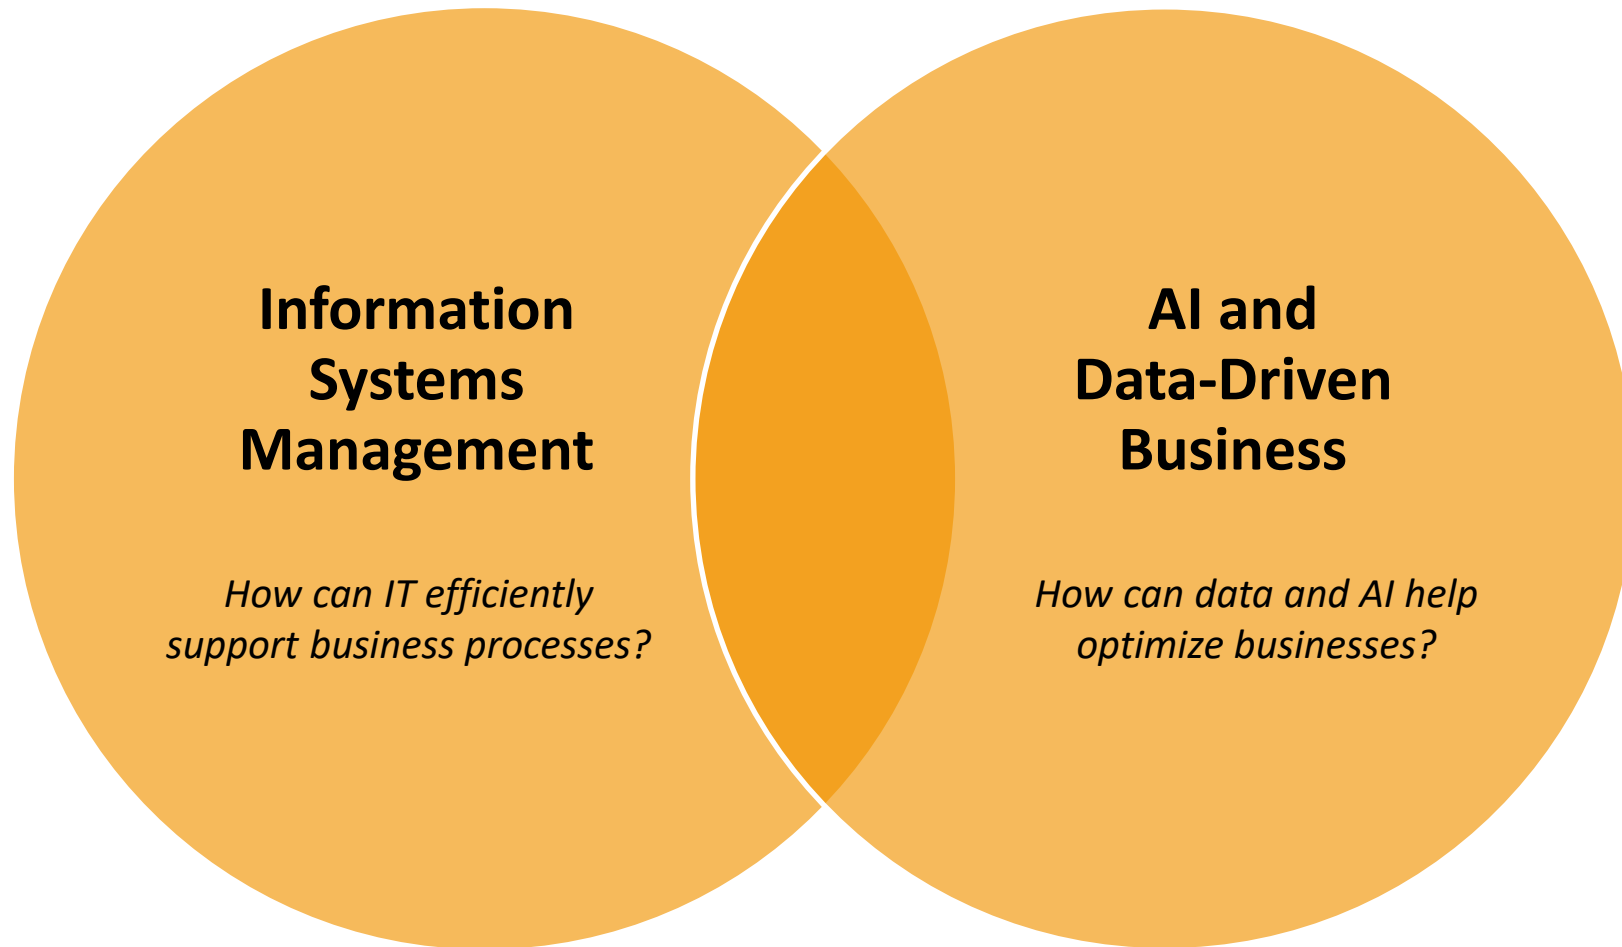 Information
Systems
Management
How can IT efficiently
support business processes?
AI and
Data-Driven
Business
How can data and AI help
optimize businesses?